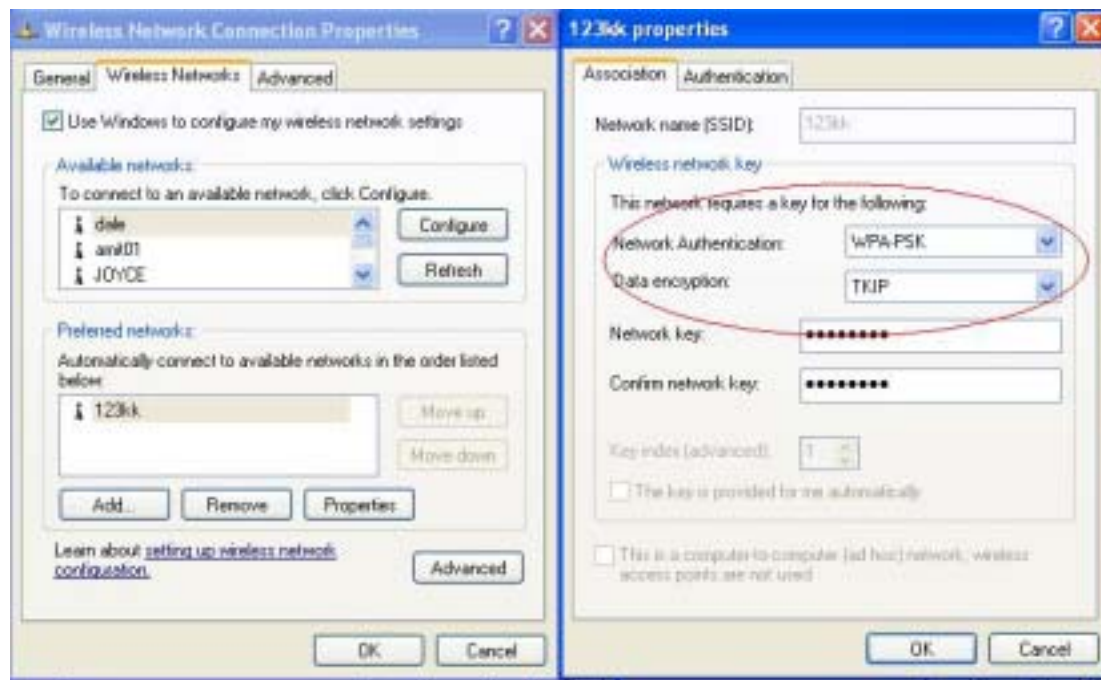 Wireless Network Connection Properties
General Wireless Networks Advanced
Use Windows to configure my wireless network settings
Available networks:
To connect to an available network, click Configure.
dale
amit01
JOYCE
Configure
Refresh
Preferred networks:
Automatically connect to available networks in the order listed
below:
123kk
Move up
Move down
Add...
Remove
Properties
Learn about setting up wireless network
configuration.
Advanced
OK
Cancel
123kk properties
Association Authentication
Network name (SSID): 123kk
Wireless network key
This network requires a key for the following:
Network Authentication: WPA-PSK
Data encryption: TKIP
Network key: ••••••••
Confirm network key: ••••••••
Key index (advanced): 1
The key is provided for me automatically
This is a computer-to-computer (ad hoc) network; wireless
access points are not used
OK
Cancel